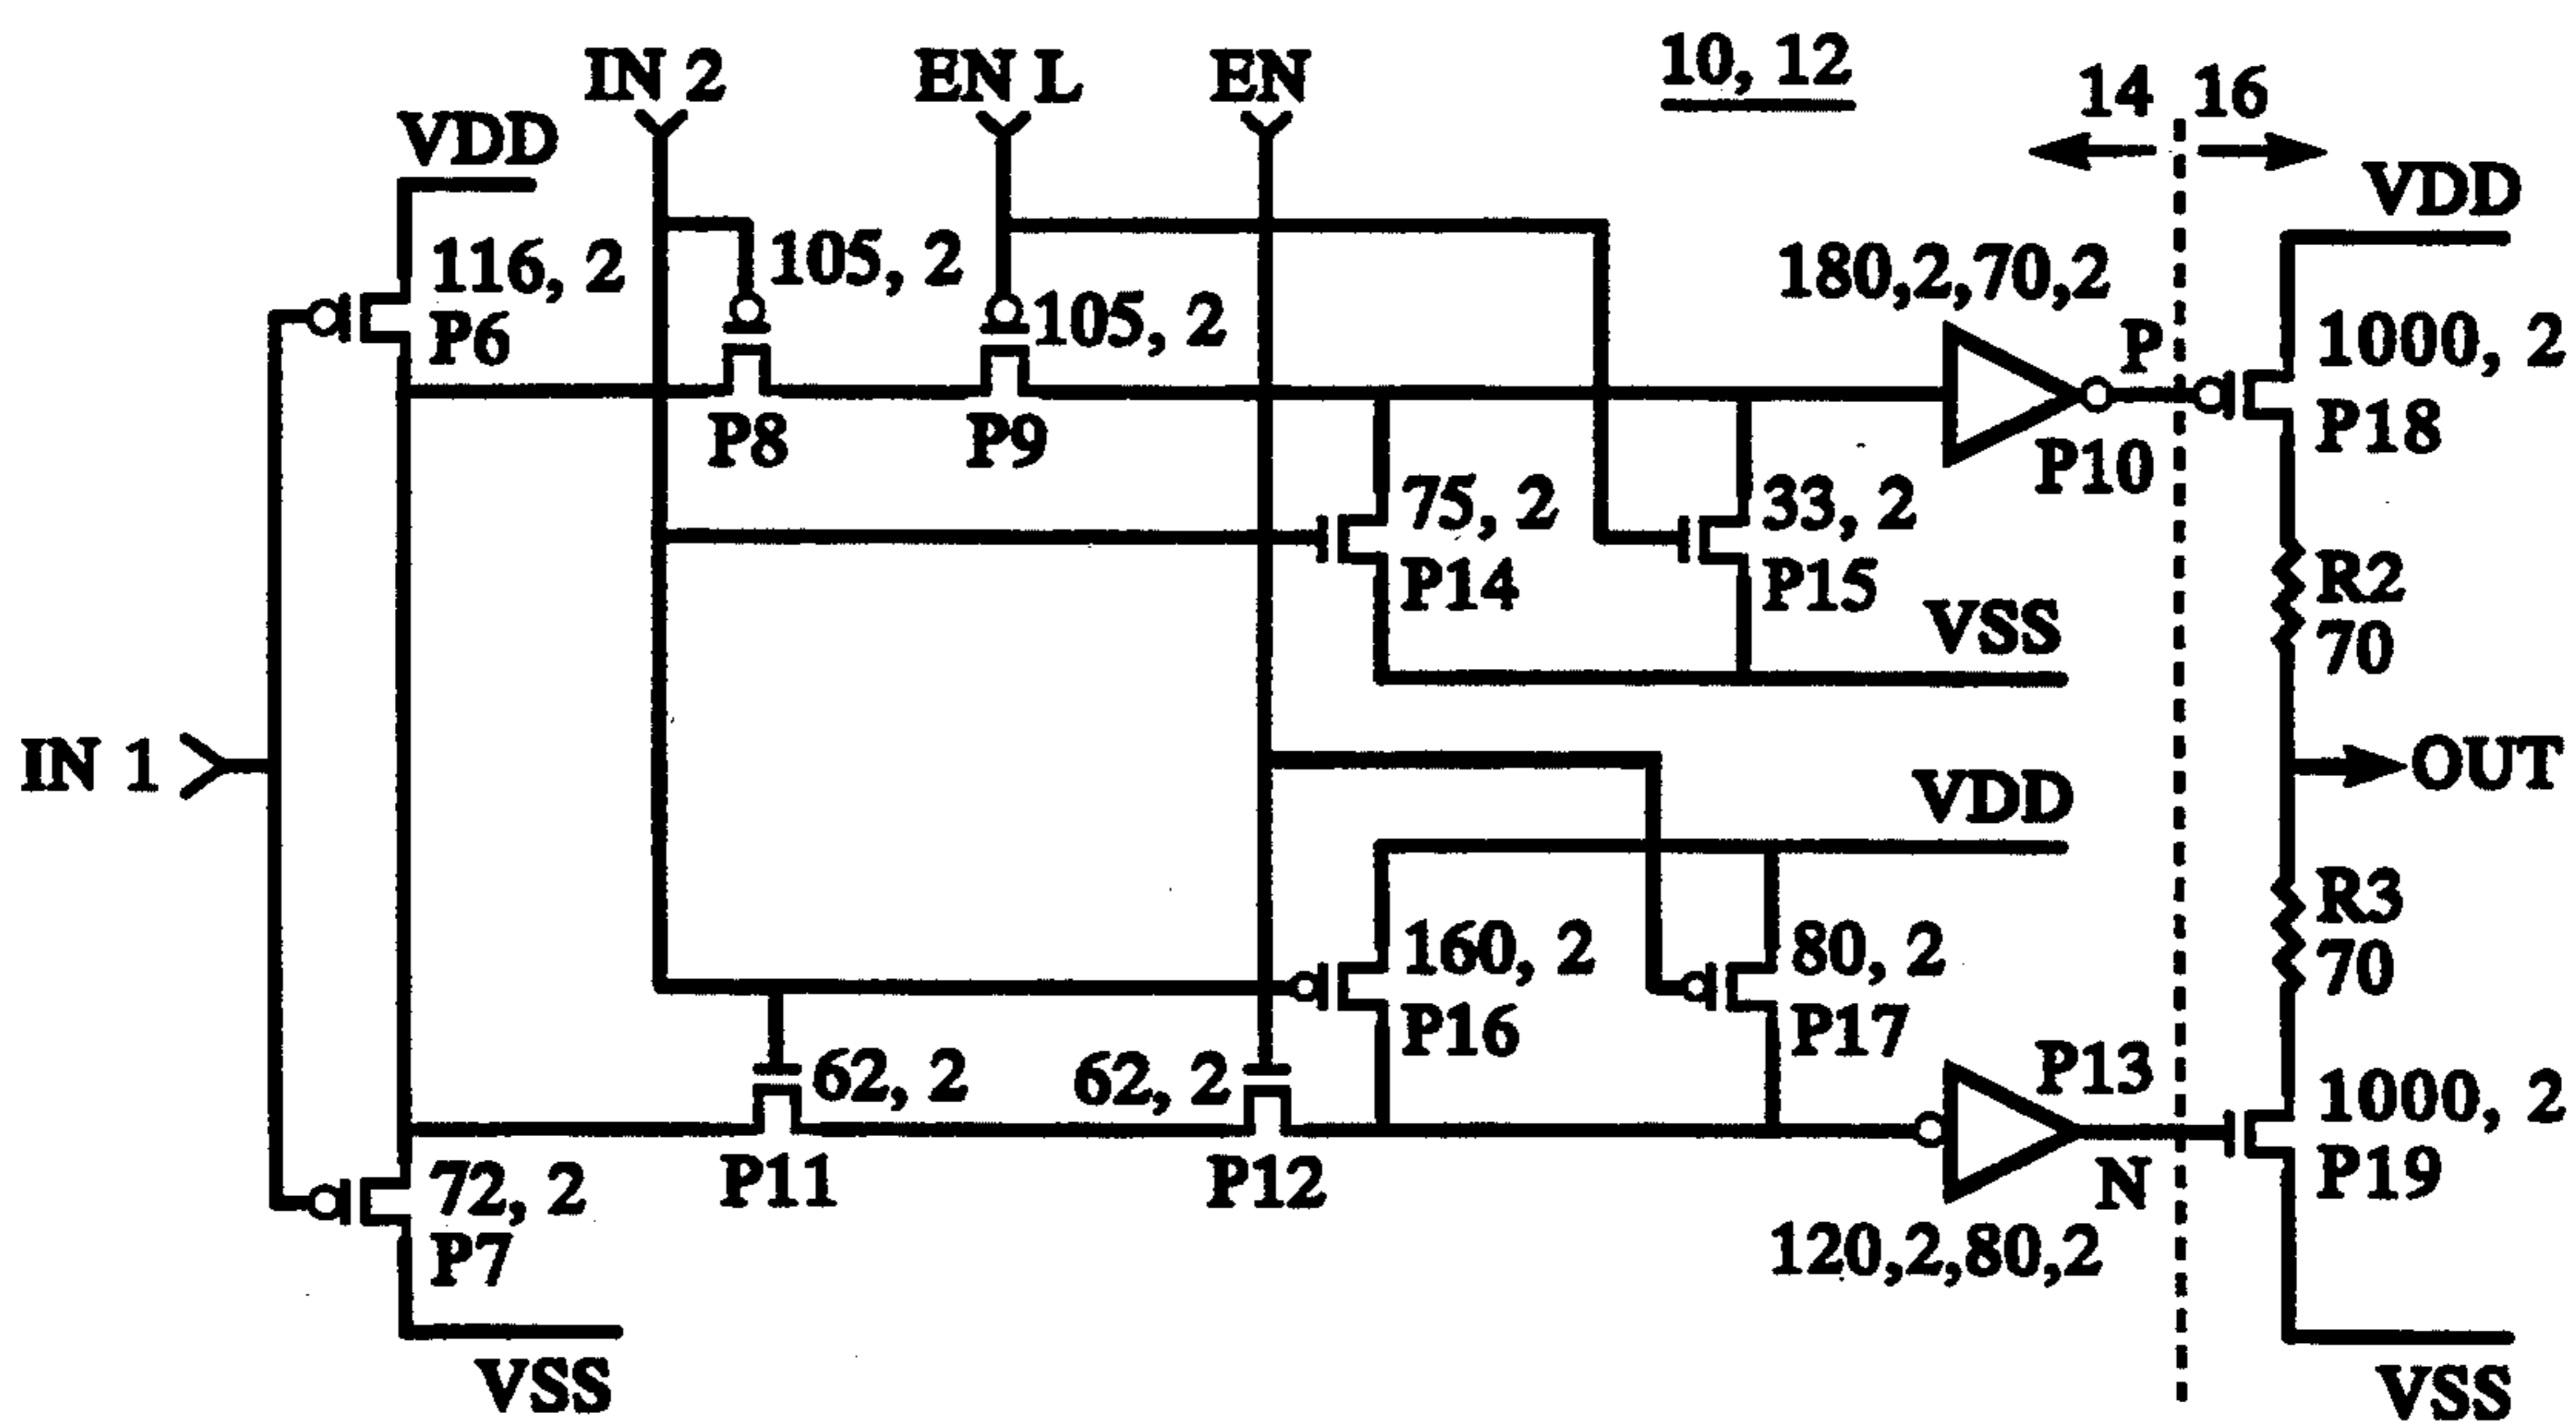 IN 2
EN L
EN
10, 12
14
16
VDD
VDD
116, 2
P6
105, 2
P8
105, 2
P9
180,2,70,2
P
P10
1000, 2
P18
75, 2
P14
33, 2
P15
VSS
R2
70
IN 1
OUT
VDD
160, 2
P16
80, 2
P17
R3
70
62, 2
P11
62, 2
P12
P13
N
120,2,80,2
1000, 2
P19
72, 2
P7
VSS
VSS